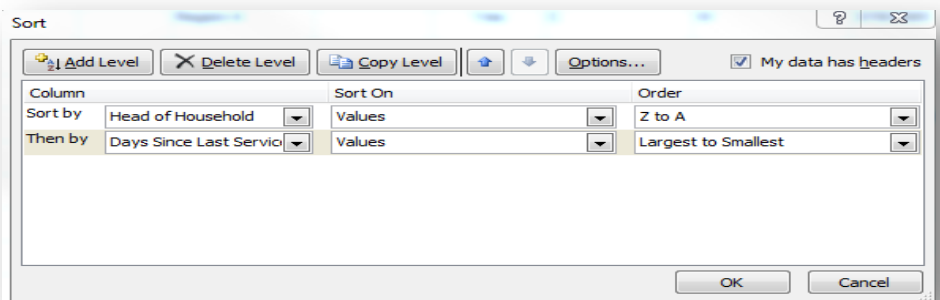 Sort
Add Level Delete Level Copy Level Options... My data has headers
Column Sort On Order
Sort by Head of Household Values Z to A
Then by Days Since Last Servic Values Largest to Smallest
OK Cancel